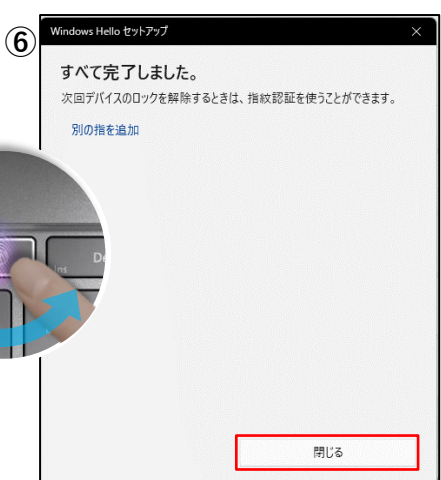 ⑥
Windows Hello セットアップ
すべて完了しました。
次回デバイスのロックを解除するときは、指紋認証を使うことができます。
別の指を追加
De
ins
閉じる